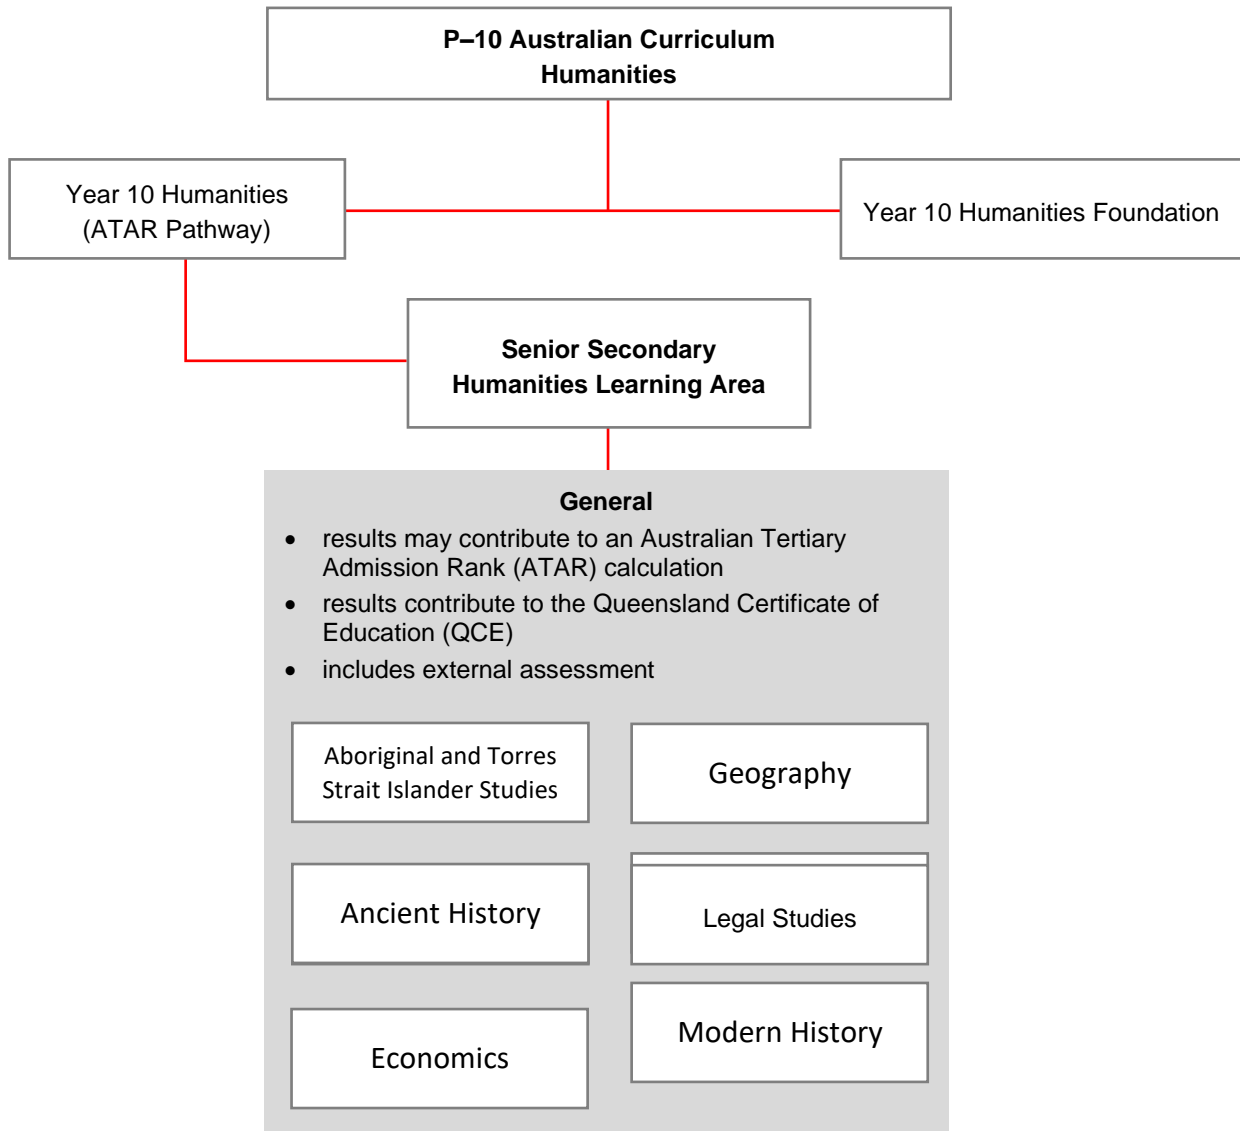 P–10 Australian Curriculum
Humanities
Year 10 Humanities
(ATAR Pathway)
Year 10 Humanities Foundation
Senior Secondary
Humanities Learning Area
General
• results may contribute to an Australian Tertiary
Admission Rank (ATAR) calculation
• results contribute to the Queensland Certificate of
Education (QCE)
• includes external assessment
Aboriginal and Torres
Strait Islander Studies
Geography
Ancient History
Legal Studies
Economics
Modern History